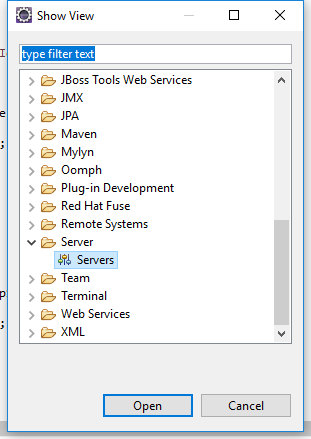 Show View
type filter text
JBoss Tools Web Services
JMX
JPA
Maven
Mylyn
Oomph
Plug-in Development
Red Hat Fuse
Remote Systems
Server
Servers
Team
Terminal
Web Services
XML
Open
Cancel